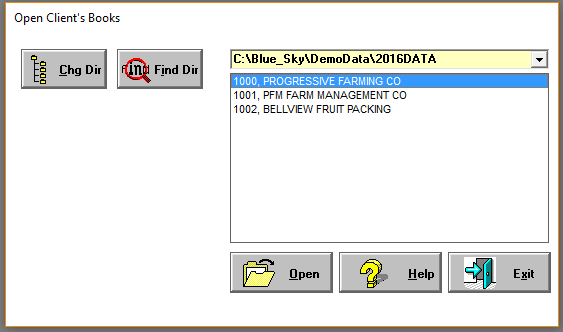 Open Client's Books
Chg Dir
Find Find Dir
C:\Blue_Sky\DemoData\2016DATA
1000, PROGRESSIVE FARMING CO
1001, PFM FARM MANAGEMENT CO
1002, BELLVIEW FRUIT PACKING
Open
Help
Exit